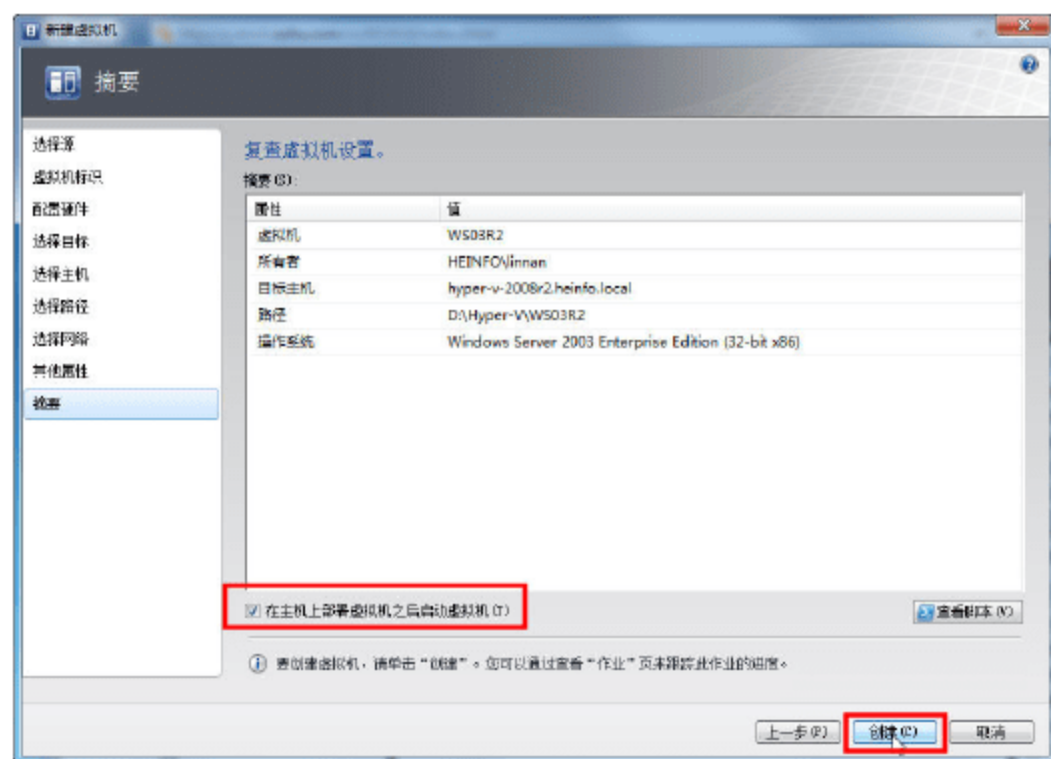 新建虚拟机
摘要
选择源
虚拟机标识
配置硬件
选择目标
选择主机
选择路径
选择网络
其他属性
摘要
复查虚拟机设置。
摘要(S):
属性 值
虚拟机 WS03R2
所有者 HEINFO\linnan
目标主机 hyper-v-2008r2.heinfo.local
路径 D:\Hyper-V\WS03R2
操作系统 Windows Server 2003 Enterprise Edition (32-bit x86)
在主机上部署虚拟机之后启动虚拟机(T)
查看脚本(V)
要创建虚拟机，请单击“创建”。您可以通过查看“作业”页来跟踪此作业的进度。
上一步(P) 创建(C) 取消